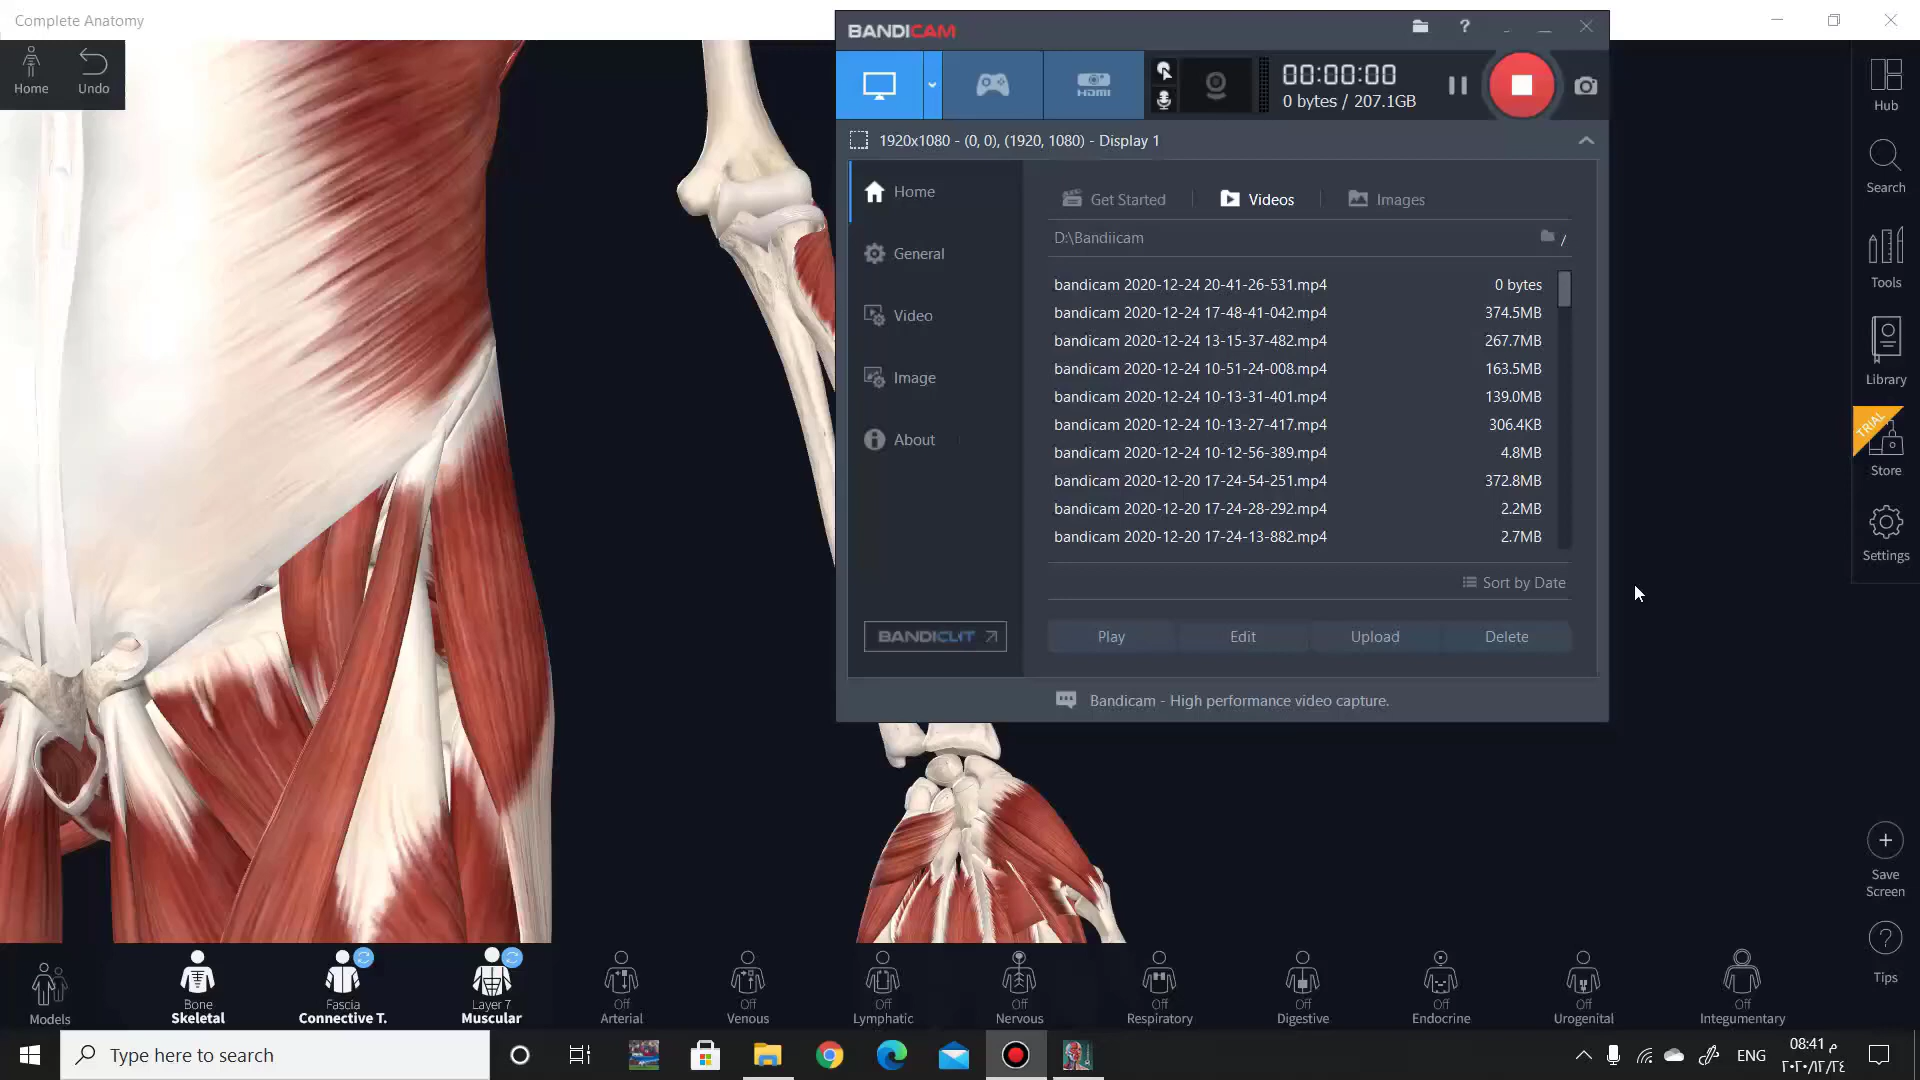 Complete Anatomy
Home
Undo
BANDICAM
?
HDMI
00:00:00
0 bytes / 207.1GB
1920x1080 - (0, 0), (1920, 1080) - Display 1
Home
General
Video
Image
About
BANDICUT
Get Started
Videos
Images
D:\Bandiicam
/
bandicam 2020-12-24 20-41-26-531.mp4 0 bytes
bandicam 2020-12-24 17-48-41-042.mp4 374.5MB
bandicam 2020-12-24 13-15-37-482.mp4 267.7MB
bandicam 2020-12-24 10-51-24-008.mp4 163.5MB
bandicam 2020-12-24 10-13-31-401.mp4 139.0MB
bandicam 2020-12-24 10-13-27-417.mp4 306.4KB
bandicam 2020-12-24 10-12-56-389.mp4 4.8MB
bandicam 2020-12-20 17-24-54-251.mp4 372.8MB
bandicam 2020-12-20 17-24-28-292.mp4 2.2MB
bandicam 2020-12-20 17-24-13-882.mp4 2.7MB
Sort by Date
Play Edit Upload Delete
Bandicam - High performance video capture.
Hub
Search
Tools
Library
TRIAL
Store
Settings
Save
Screen
?
Tips
Models
Bone
Skeletal
Fascia
Connective T.
Layer 7
Muscular
Off
Arterial
Off
Venous
Off
Lymphatic
Off
Nervous
Off
Respiratory
Off
Digestive
Off
Endocrine
Off
Urogenital
Off
Integumentary
Type here to search
ENG
08:41 م
٢٠٢٠/١٢/٢٤